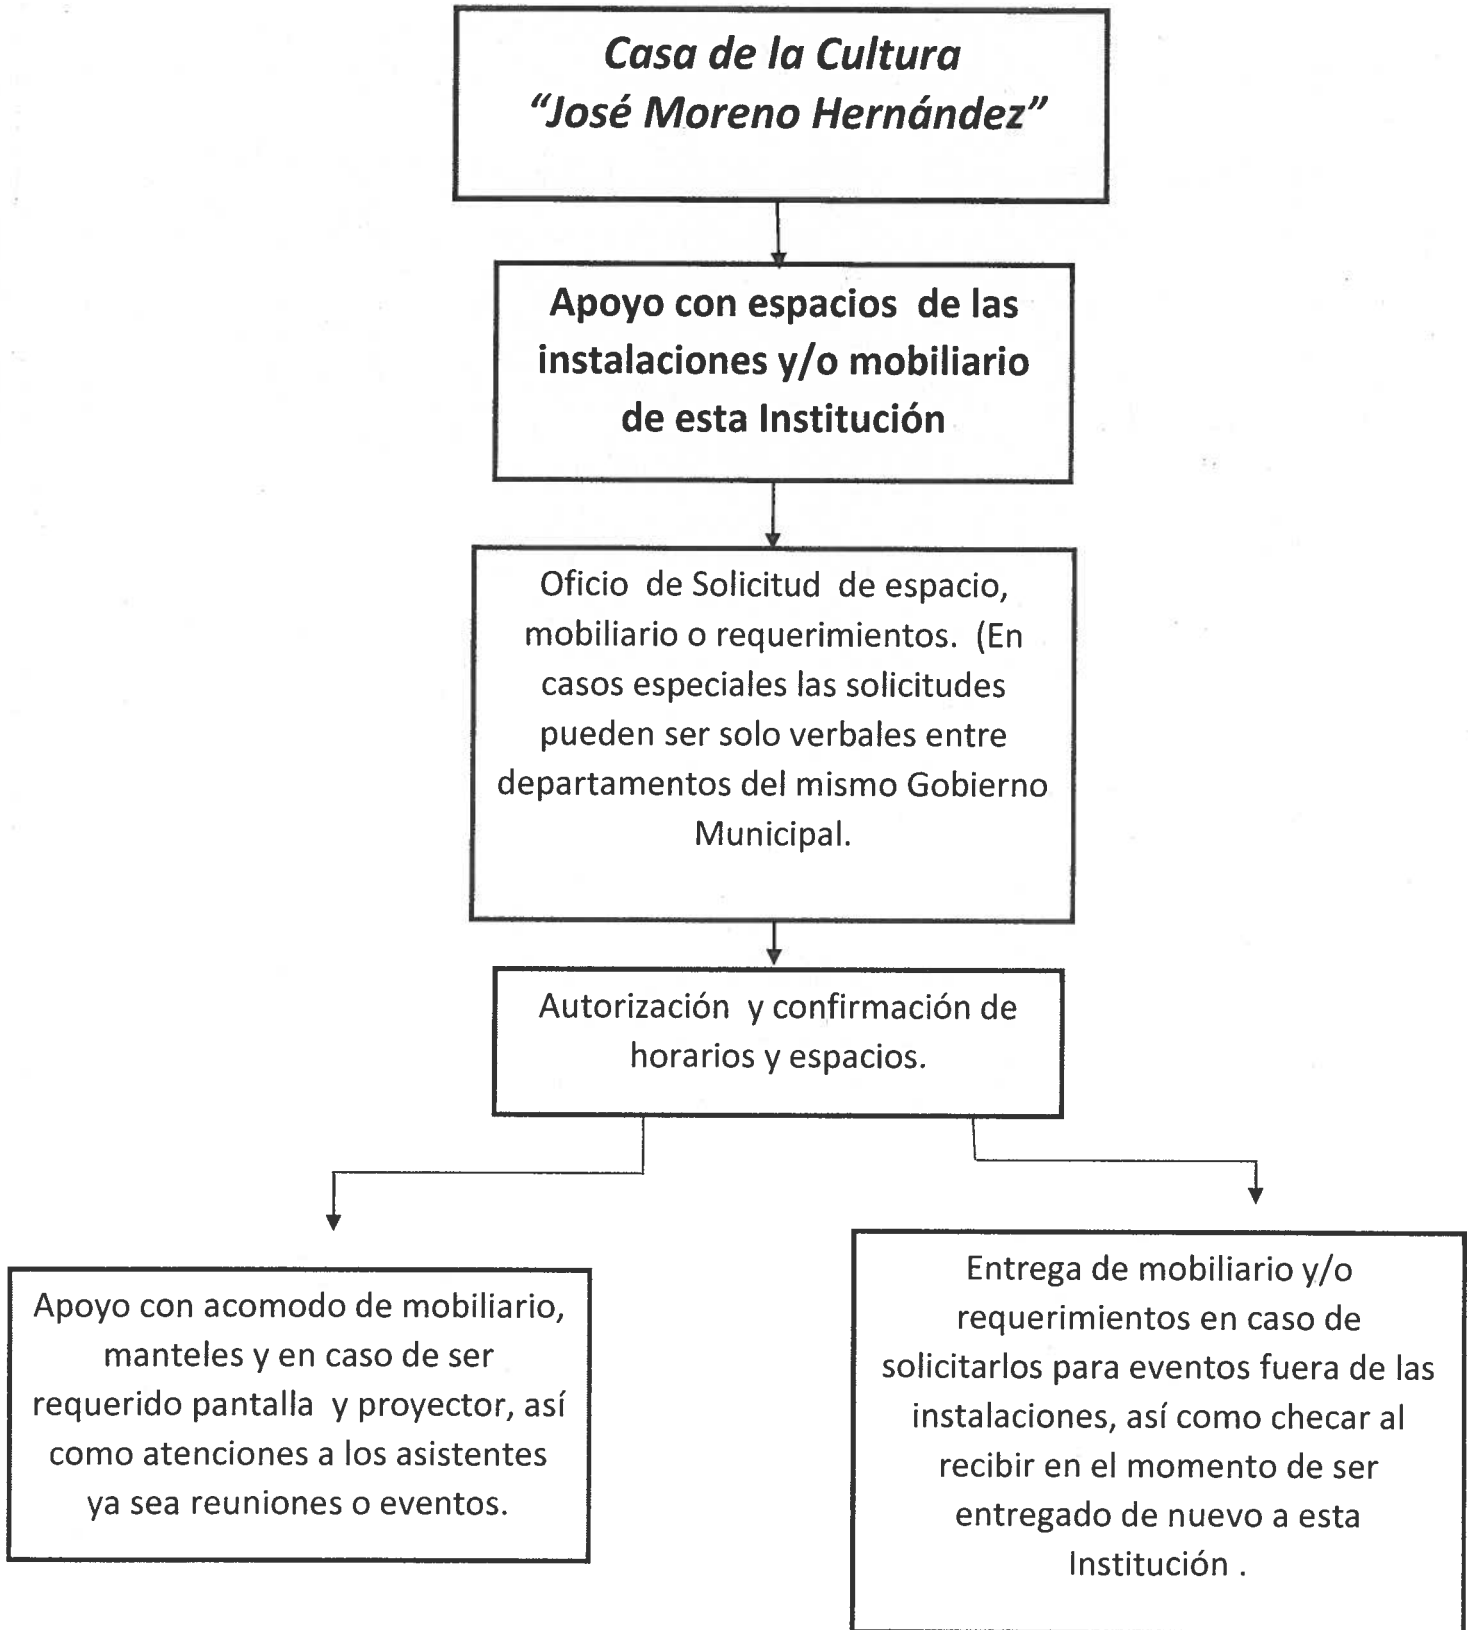 Casa de la Cultura
“José Moreno Hernández”
Apoyo con espacios de las
instalaciones y/o mobiliario
de esta Institución
Oficio de Solicitud de espacio,
mobiliario o requerimientos. (En
casos especiales las solicitudes
pueden ser solo verbales entre
departamentos del mismo Gobierno
Municipal.
Autorización y confirmación de
horarios y espacios.
Apoyo con acomodo de mobiliario,
manteles y en caso de ser
requerido pantalla y proyector, así
como atenciones a los asistentes
ya sea reuniones o eventos.
Entrega de mobiliario y/o
requerimientos en caso de
solicitarlos para eventos fuera de las
instalaciones, así como checar al
recibir en el momento de ser
entregado de nuevo a esta
Institución .